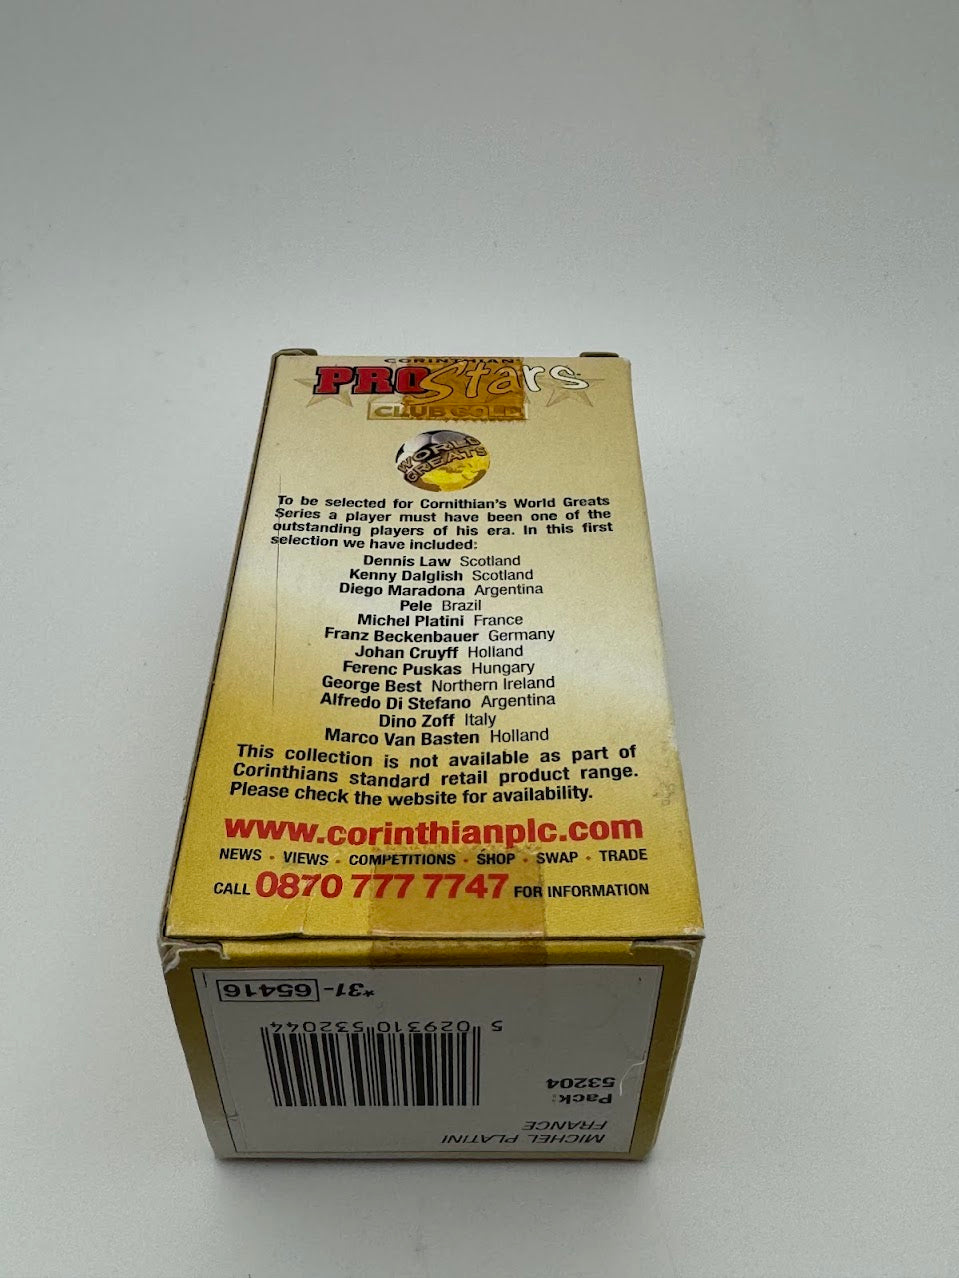 CORINTHIAN
PROStars
CLUB GOLD
WORLD
GREATS
To be selected for Cornithian's World Greats
Series a player must have been one of the
outstanding players of his era. In this first
selection we have included:
Dennis Law Scotland
Kenny Dalglish Scotland
Diego Maradona Argentina
Pele Brazil
Michel Platini France
Franz Beckenbauer Germany
Johan Cruyff Holland
Ferenc Puskas Hungary
George Best Northern Ireland
Alfredo Di Stefano Argentina
Dino Zoff Italy
Marco Van Basten Holland
This collection is not available as part of
Corinthians standard retail product range.
Please check the website for availability.
www.corinthianplc.com
NEWS • VIEWS • COMPETITIONS • SHOP • SWAP • TRADE
CALL 0870 777 7747 FOR INFORMATION
MICHEL PLATINI
FRANCE
Pack:
53204
5 029310 532044
*31- 65416